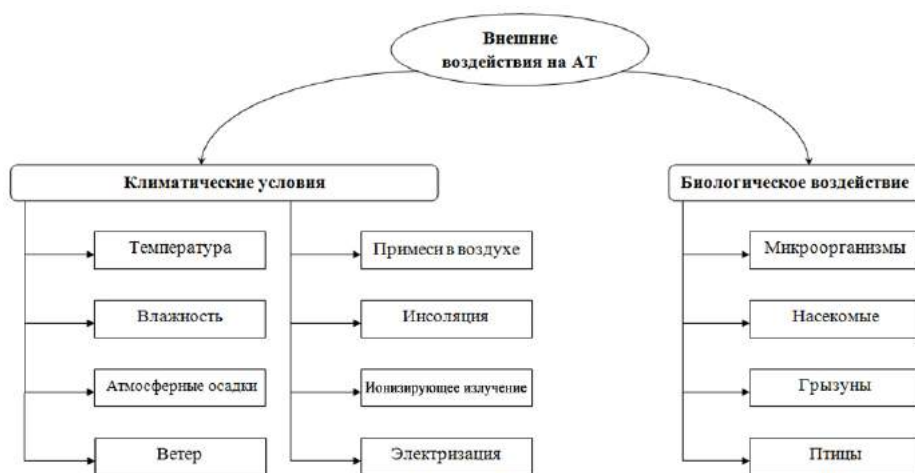 Внешние
воздействия на АТ
Климатические условия
Биологическое воздействие
Температура
Примеси в воздухе
Микроорганизмы
Влажность
Инсоляция
Насекомые
Атмосферные осадки
Ионизирующее излучение
Грызуны
Ветер
Электризация
Птицы